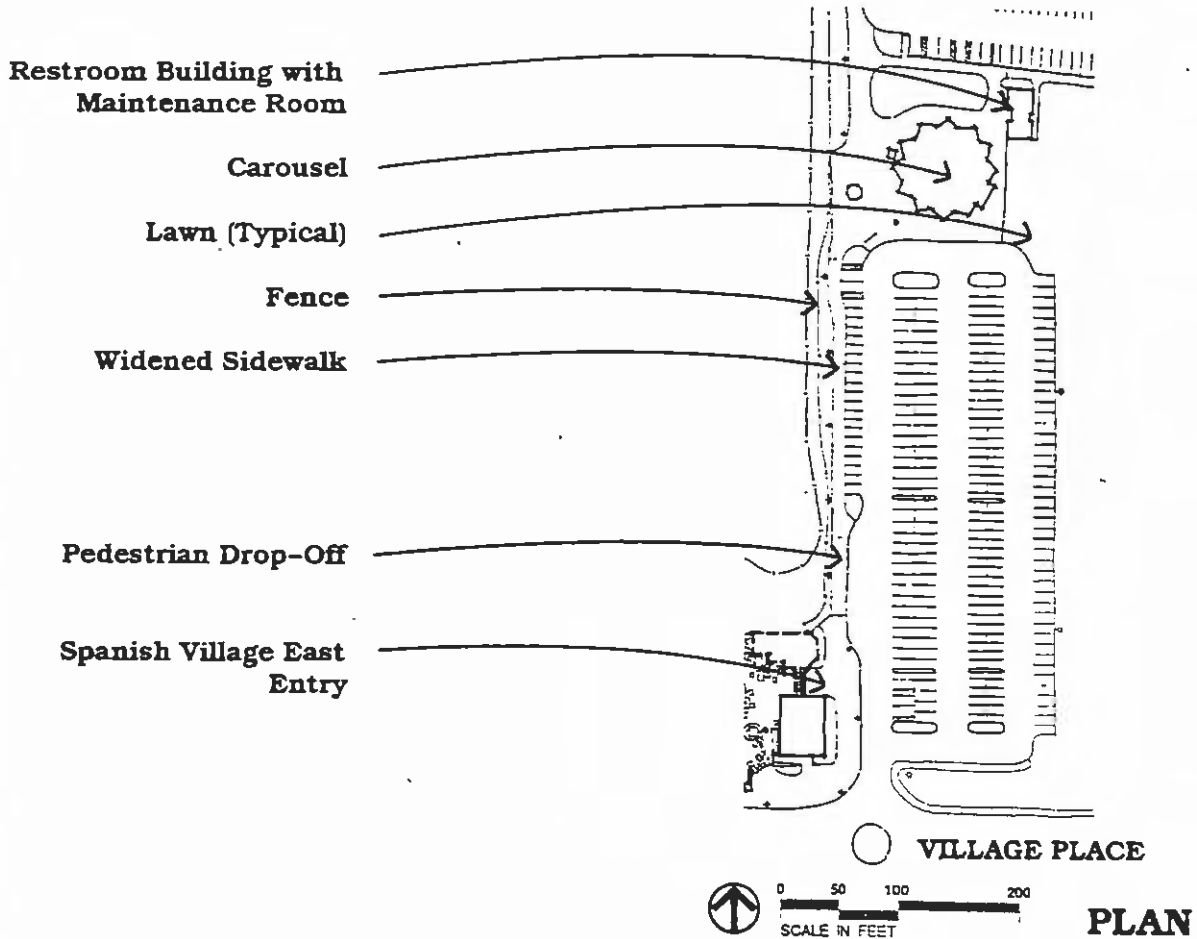 Restroom Building with
Maintenance Room
Carousel
Lawn (Typical)
Fence
Widened Sidewalk
Pedestrian Drop-Off
Spanish Village East
Entry
VILLAGE PLACE
0 50 100 200
SCALE IN FEET
PLAN